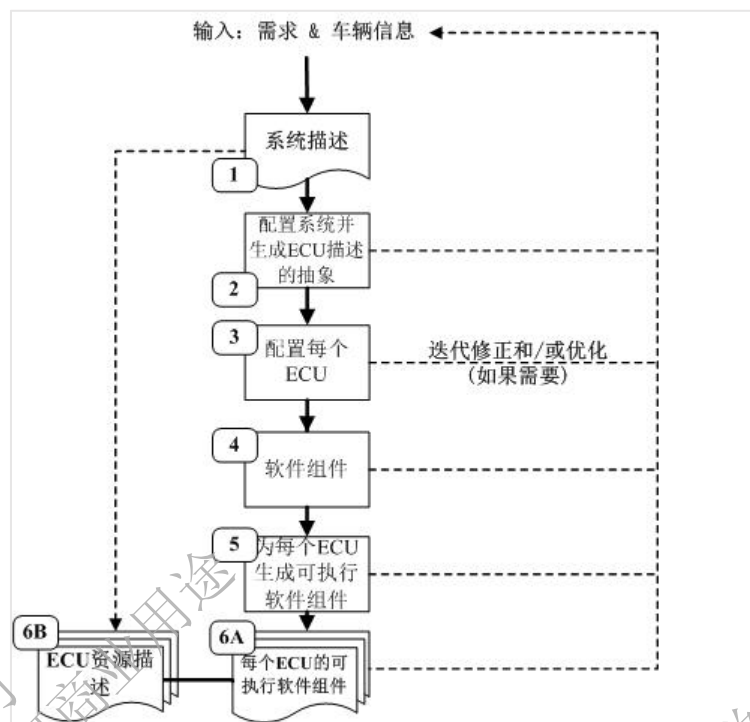 输入：需求 & 车辆信息
系统描述
1
配置系统并
生成ECU描述
的抽象
2
3
配置每个
ECU
迭代修正和/或优化
(如果需要)
4
软件组件
5
为每个ECU
生成可执行
软件组件
6B
ECU资源描
述
6A
每个ECU的可
执行软件组件
商业用途